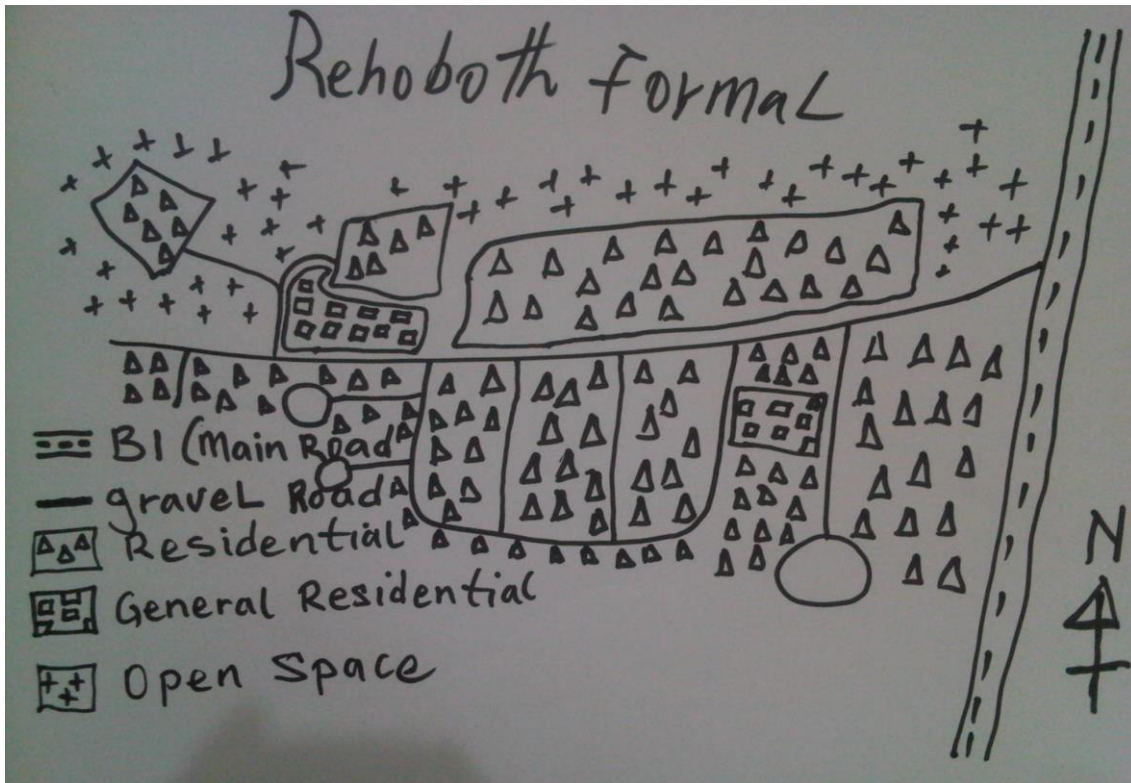 Rehoboth Formal
B1 (Main Road
graveL Road
Residential
General Residential
Open Space
N